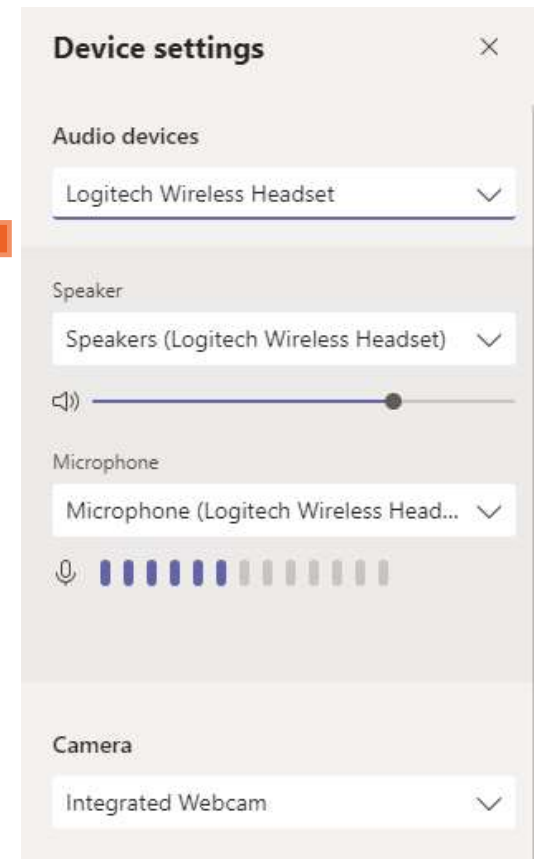 Device settings
Audio devices
Logitech Wireless Headset
Speaker
Speakers (Logitech Wireless Headset)
Microphone
Microphone (Logitech Wireless Head...
Camera
Integrated Webcam